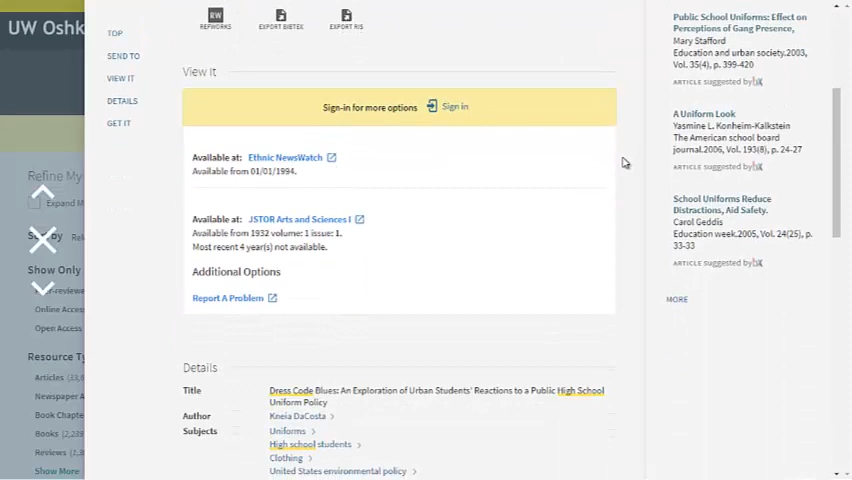 UW Oshk
Refine My
Expand M
Sort by Rel
Show Only
Peer-reviewe
Online Access
Open Access
Resource Ty
Articles
Newspaper A
Book Chapte
Books
Reviews
Show More
TOP
SEND TO
VIEW IT
DETAILS
GET IT
RW
REFWORKS
EXPORT BIBTEX
EXPORT RIS
View It
Sign-in for more options Sign in
Available at: Ethnic NewsWatch
Available from 01/01/1994.
Available at: JSTOR Arts and Sciences I
Available from 1932 volume: 1 issue: 1.
Most recent 4 year(s) not available.
Additional Options
Report A Problem
Details
Title Dress Code Blues: An Exploration of Urban Students' Reactions to a Public High School
Uniform Policy
Author Kneia DaCosta
Subjects Uniforms
High school students
Clothing
United States environmental policy
Public School Uniforms: Effect on
Perceptions of Gang Presence,
Mary Stafford
Education and urban society.2003,
Vol. 35(4), p. 399-420
ARTICLE suggested by bX
A Uniform Look
Yasmine L. Konheim-Kalkstein
The American school board
journal.2006, Vol. 193(8), p. 24-27
ARTICLE suggested by bX
School Uniforms Reduce
Distractions, Aid Safety.
Carol Geddis
Education week.2005, Vol. 24(25), p.
33-33
ARTICLE suggested by bX
MORE